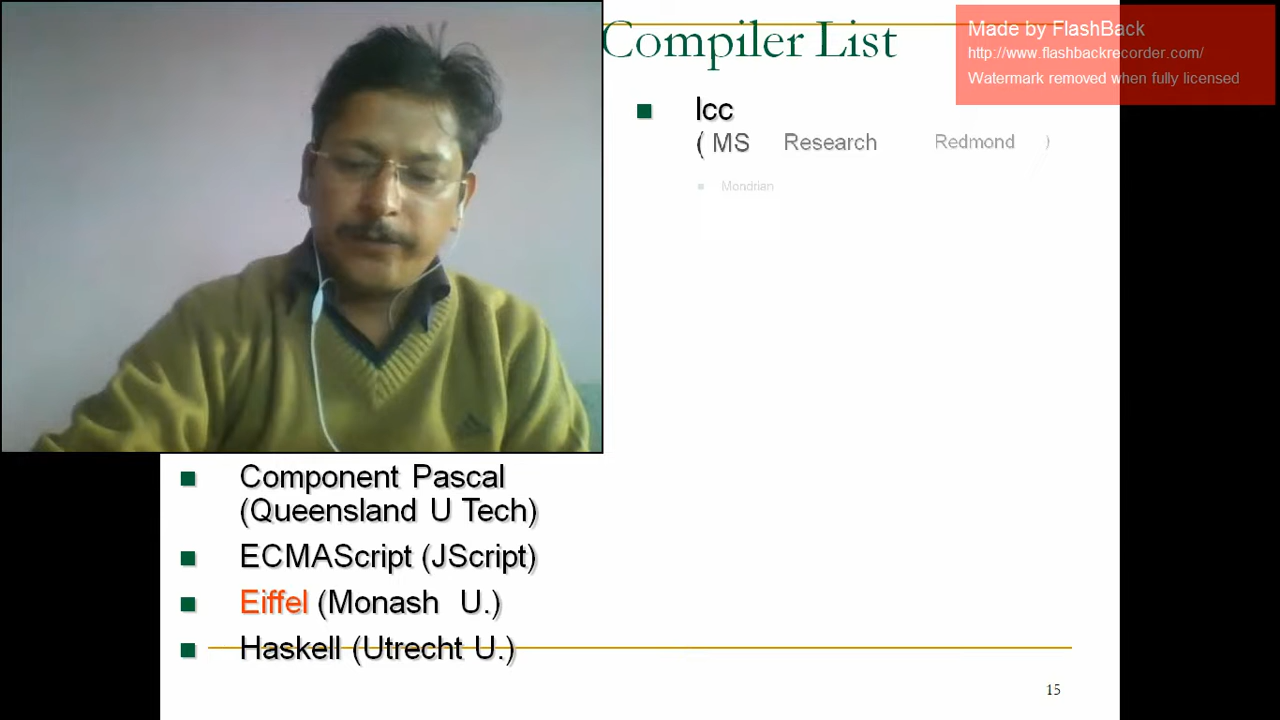 Compiler List
Made by FlashBack
http://www.flashbackrecorder.com/
Watermark removed when fully licensed
lcc
( MS Research Redmond )
Mondrian
Component Pascal
(Queensland U Tech)
ECMAScript (JScript)
Eiffel (Monash U.)
Haskell (Utrecht U.)
15